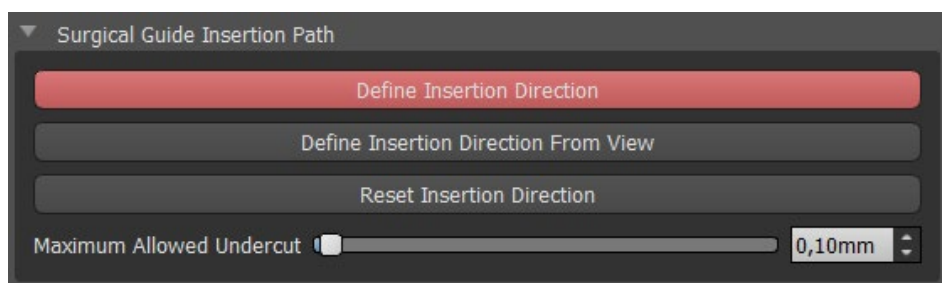 Surgical Guide Insertion Path
Define Insertion Direction
Define Insertion Direction From View
Reset Insertion Direction
Maximum Allowed Undercut 0,10mm